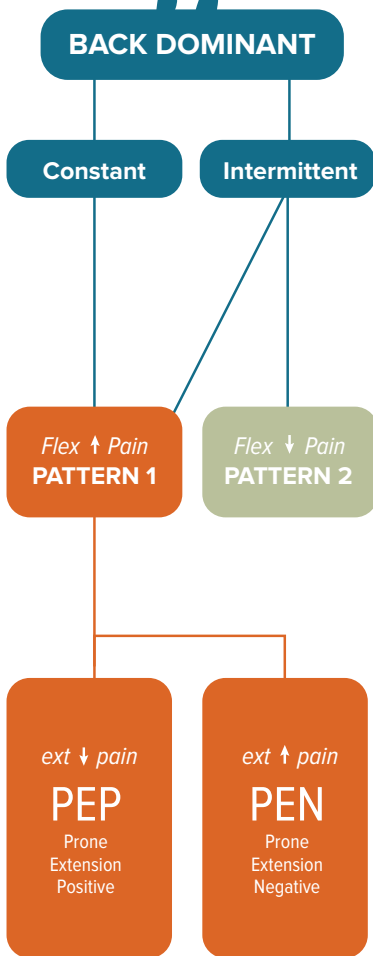 BACK DOMINANT
Constant
Intermittent
Flex ↑ Pain
PATTERN 1
Flex ↓ Pain
PATTERN 2
ext ↓ pain
PEP
Prone
Extension
Positive
ext ↑ pain
PEN
Prone
Extension
Negative